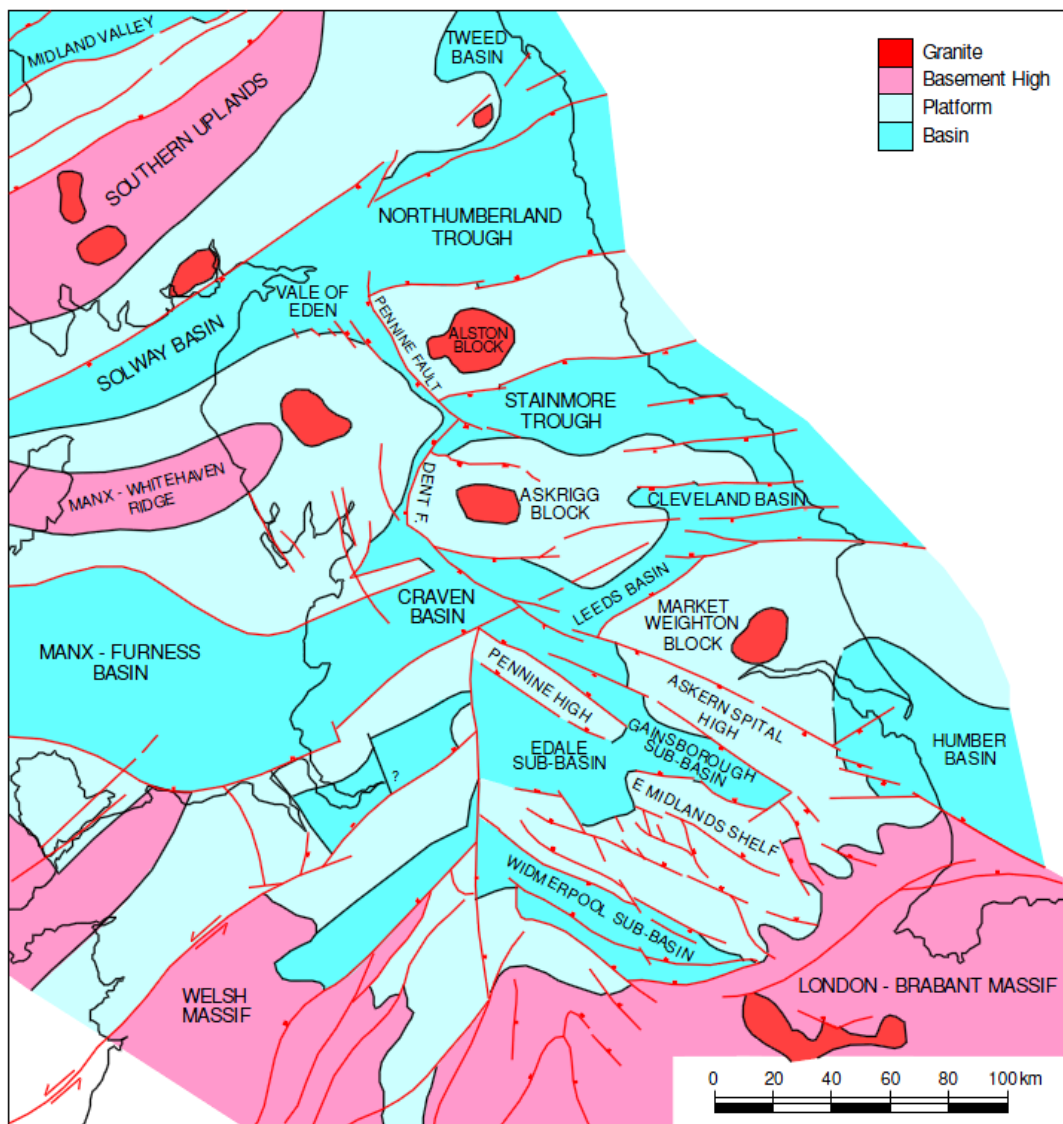 MIDLAND VALLEY
TWEED
BASIN
Granite
Basement High
Platform
Basin
SOUTHERN UPLANDS
NORTHUMBERLAND
TROUGH
VALE OF
EDEN
SOLWAY BASIN
PENNINE FAULT
ALSTON
BLOCK
STAINMORE
TROUGH
MANX - WHITEHAVEN
RIDGE
DENT F.
ASKRIGG
BLOCK
CLEVELAND BASIN
CRAVEN
BASIN
LEEDS BASIN
MARKET
WEIGHTON
BLOCK
MANX - FURNESS
BASIN
PENNINE HIGH
ASKERN SPITAL
HIGH
GAINSBOROUGH
SUB-BASIN
EDALE
SUB-BASIN
HUMBER
BASIN
?
E MIDLANDS SHELF
WIDMERPOOL SUB-BASIN
WELSH
MASSIF
LONDON - BRABANT MASSIF
0 20 40 60 80 100km